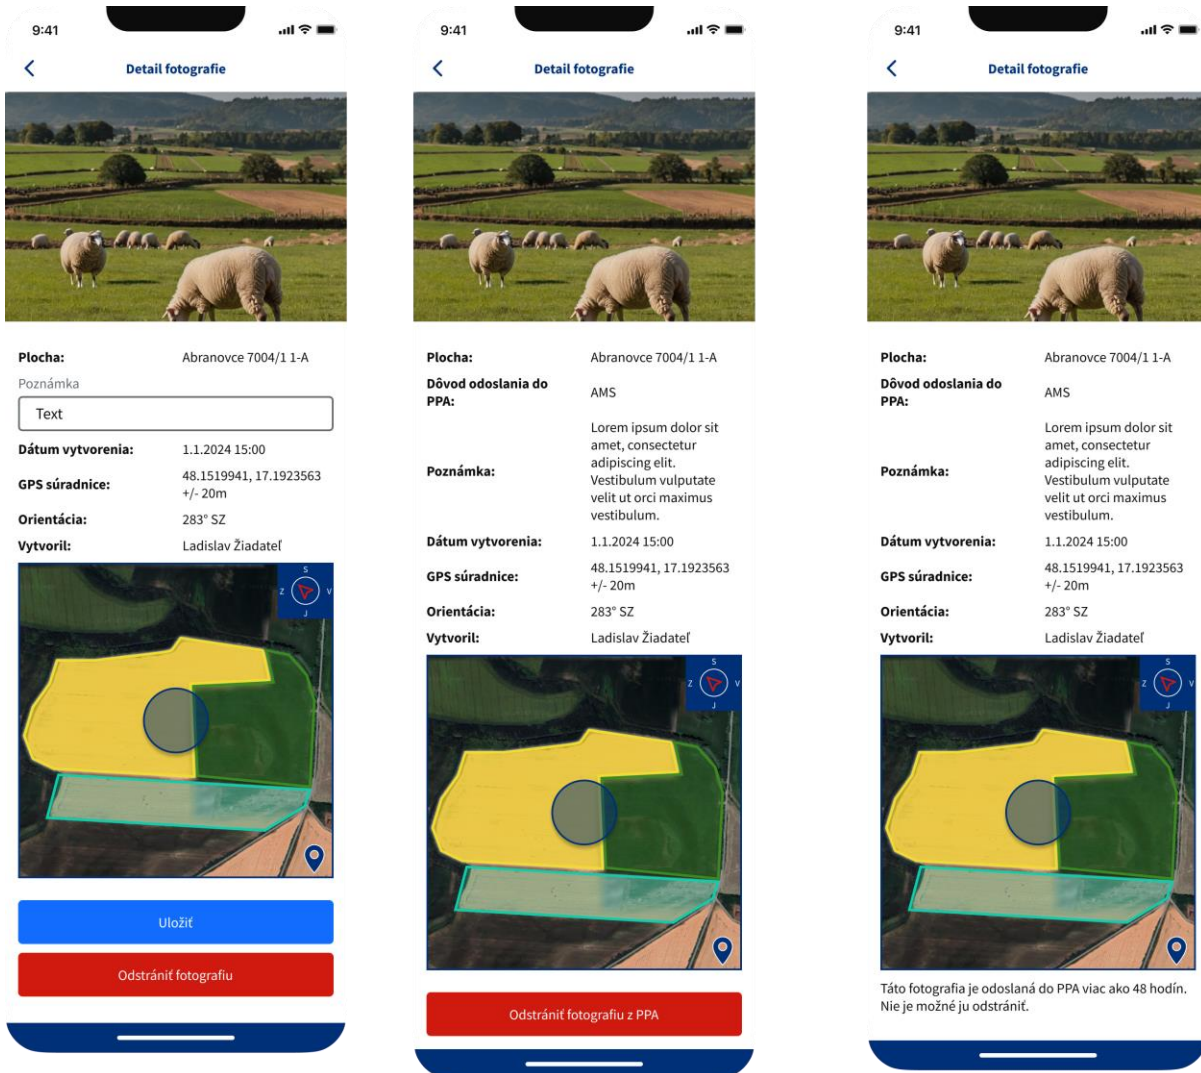 9:41
Detail fotografie
Plocha: Abranovce 7004/1 1-A
Poznámka
Text
Dátum vytvorenia: 1.1.2024 15:00
GPS súradnice: 48.1519941, 17.1923563
+/- 20m
Orientácia: 283° SZ
Vytvoril: Ladislav Žiadateľ
S
Z V
J
Uložiť
Odstrániť fotografiu
9:41
Detail fotografie
Plocha: Abranovce 7004/1 1-A
Dôvod odoslania do
PPA:
AMS
Poznámka:
Lorem ipsum dolor sit
amet, consectetur
adipiscing elit.
Vestibulum vulputate
velit ut orci maximus
vestibulum.
Dátum vytvorenia: 1.1.2024 15:00
GPS súradnice: 48.1519941, 17.1923563
+/- 20m
Orientácia: 283° SZ
Vytvoril: Ladislav Žiadateľ
S
Z V
J
Odstrániť fotografiu z PPA
9:41
Detail fotografie
Plocha: Abranovce 7004/1 1-A
Dôvod odoslania do
PPA:
AMS
Poznámka:
Lorem ipsum dolor sit
amet, consectetur
adipiscing elit.
Vestibulum vulputate
velit ut orci maximus
vestibulum.
Dátum vytvorenia: 1.1.2024 15:00
GPS súradnice: 48.1519941, 17.1923563
+/- 20m
Orientácia: 283° SZ
Vytvoril: Ladislav Žiadateľ
S
Z V
J
Táto fotografia je odoslaná do PPA viac ako 48 hodín.
Nie je možné ju odstrániť.